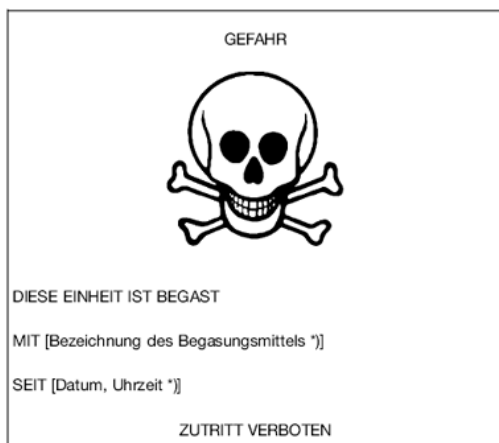 GEFAHR
DIESE EINHEIT IST BEGAST
MIT [Bezeichnung des Begasungsmittels *)]
SEIT [Datum, Uhrzeit *)]
ZUTRITT VERBOTEN